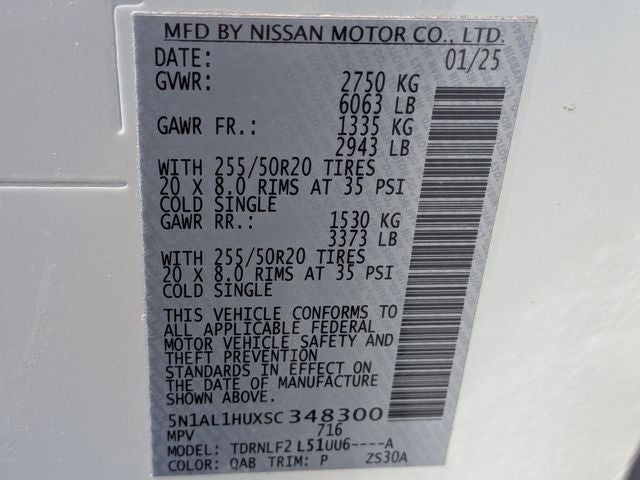 MFD BY NISSAN MOTOR CO., LTD.
DATE: 01/25
GVWR: 2750 KG
6063 LB
GAWR FR.: 1335 KG
2943 LB
WITH 255/50R20 TIRES
20 X 8.0 RIMS AT 35 PSI
COLD SINGLE
GAWR RR.: 1530 KG
3373 LB
WITH 255/50R20 TIRES
20 X 8.0 RIMS AT 35 PSI
COLD SINGLE
THIS VEHICLE CONFORMS TO
ALL APPLICABLE FEDERAL
MOTOR VEHICLE SAFETY AND
THEFT PREVENTION
STANDARDS IN EFFECT ON
THE DATE OF MANUFACTURE
SHOWN ABOVE.
5N1AL1HUXSC348300
MPV 716
MODEL: TDRNLF2 L51UU6----A
COLOR: QAB TRIM: P ZS30A